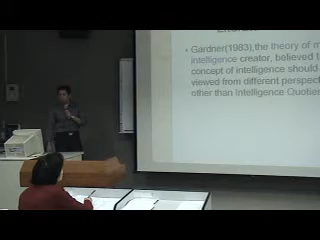 • Gardner(1983),the theory of m
intelligence creator, believed t
concept of intelligence should
viewed from different perspect
other than Intelligence Quotie